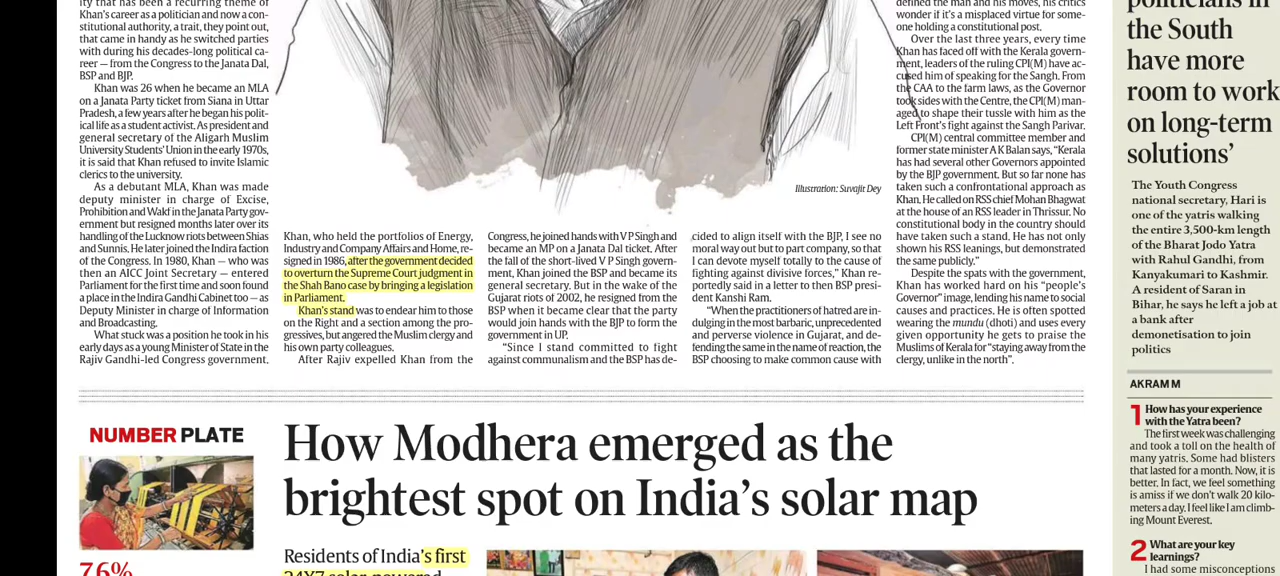 ity that has been a recurring theme of
Khan's career as a politician and now a con-
stitutional authority, a trait, they point out,
that came in handy as he switched parties
with during his decades-long political ca-
reer — from the Congress to the Janata Dal,
BSP and BJP.
Khan was 26 when he became an MLA
on a Janata Party ticket from Siana in Uttar
Pradesh, a few years after he began his polit-
ical life as a student activist. As president and
general secretary of the Aligarh Muslim
University Students' Union in the early 1970s,
it is said that Khan refused to invite Islamic
clerics to the university.
As a debutant MLA, Khan was made
deputy minister in charge of Excise,
Prohibition and Wakf in the Janata Party gov-
ernment but resigned months later over its
handling of the Lucknow riots between Shias
and Sunnis. He later joined the Indira faction
of the Congress. In 1980, Khan — who was
then an AICC Joint Secretary — entered
Parliament for the first time and soon found
a place in the Indira Gandhi Cabinet too — as
Deputy Minister in charge of Information
and Broadcasting.
What stuck was a position he took in his
early days as a young Minister of State in the
Rajiv Gandhi-led Congress government.
Illustration: Suvajit Dey
Khan, who held the portfolios of Energy,
Industry and Company Affairs and Home, re-
signed in 1986, after the government decided
to overturn the Supreme Court judgment in
the Shah Bano case by bringing a legislation
in Parliament.
Khan's stand was to endear him to those
on the Right and a section among the pro-
gressives, but angered the Muslim clergy and
his own party colleagues.
After Rajiv expelled Khan from the
Congress, he joined hands with V P Singh and
became an MP on a Janata Dal ticket. After
the fall of the short-lived V P Singh govern-
ment, Khan joined the BSP and became its
general secretary. But in the wake of the
Gujarat riots of 2002, he resigned from the
BSP when it became clear that the party
would join hands with the BJP to form the
government in UP.
"Since I stand committed to fight
against communalism and the BSP has de-
cided to align itself with the BJP, I see no
moral way out but to part company, so that
I can devote myself totally to the cause of
fighting against divisive forces," Khan re-
portedly said in a letter to then BSP presi-
dent Kanshi Ram.
"When the practitioners of hatred are in-
dulging in the most barbaric, unprecedented
and perverse violence in Gujarat, and de-
fending the same in the name of reaction, the
BSP choosing to make common cause with
defined the man and his moves, his critics
wonder if it's a misplaced virtue for some-
one holding a constitutional post.
Over the last three years, every time
Khan has faced off with the Kerala govern-
ment, leaders of the ruling CPI(M) have ac-
cused him of speaking for the Sangh. From
the CAA to the farm laws, as the Governor
took sides with the Centre, the CPI(M) man-
aged to shape their tussle with him as the
Left Front's fight against the Sangh Parivar.
CPI(M) central committee member and
former state minister A K Balan says, "Kerala
has had several other Governors appointed
by the BJP government. But so far none has
taken such a confrontational approach as
Khan. He called on RSS chief Mohan Bhagwat
at the house of an RSS leader in Thrissur. No
constitutional body in the country should
have taken such a stand. He has not only
shown his RSS leanings, but demonstrated
the same publicly."
Despite the spats with the government,
Khan has worked hard on his "people's
Governor" image, lending his name to social
causes and practices. He is often spotted
wearing the mundu (dhoti) and uses every
given opportunity he gets to praise the
Muslims of Kerala for "staying away from the
clergy, unlike in the north".
politicians in
the South
have more
room to work
on long-term
solutions'
The Youth Congress
national secretary, Hari is
one of the yatris walking
the entire 3,500-km length
of the Bharat Jodo Yatra
with Rahul Gandhi, from
Kanyakumari to Kashmir.
A resident of Saran in
Bihar, he says he left a job at
a bank after
demonetisation to join
politics
AKRAM M
1 How has your experience
with the Yatra been?
The first week was challenging
and took a toll on the health of
many yatris. Some had blisters
that lasted for a month. Now, it is
better. In fact, we feel something
is amiss if we don't walk 20 kilo-
meters a day. I feel like I am climb-
ing Mount Everest.
2 What are your key
learnings?
I had some misconceptions
NUMBER PLATE
76%
How Modhera emerged as the
brightest spot on India's solar map
Residents of India's first
24X7 solar-powered